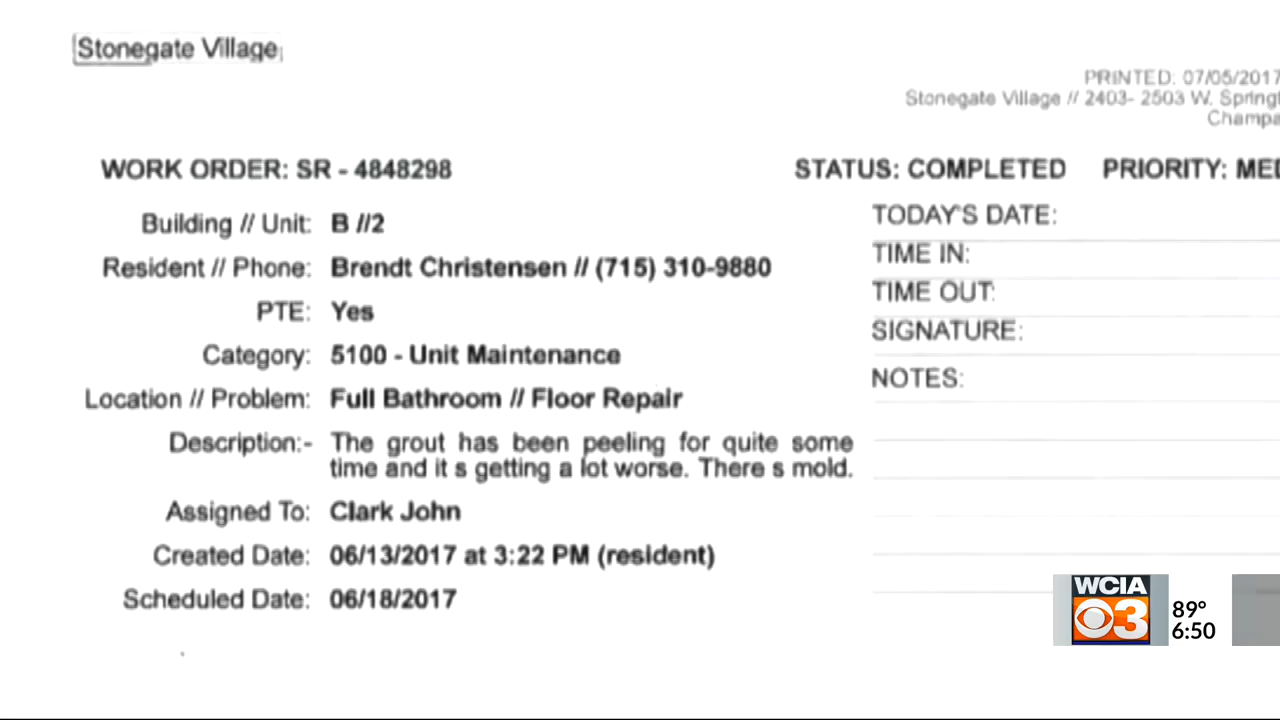 Stonegate Village
PRINTED: 07/05/2017
Stonegate Village // 2403- 2503 W.
WORK ORDER: SR - 4848298
STATUS: COMPLETED PRIORITY:
Building // Unit: B //2
TODAY'S DATE:
Resident // Phone: Brendt Christensen // (715) 310-9880
TIME IN:
PTE: Yes
TIME OUT:
Category: 5100 - Unit Maintenance
SIGNATURE:
Location // Problem: Full Bathroom // Floor Repair
NOTES:
Description:- The grout has been peeling for quite some
time and it s getting a lot worse. There s mold.
Assigned To: Clark John
Created Date: 06/13/2017 at 3:22 PM (resident)
Scheduled Date: 06/18/2017
WCIA
3
89°
6:50